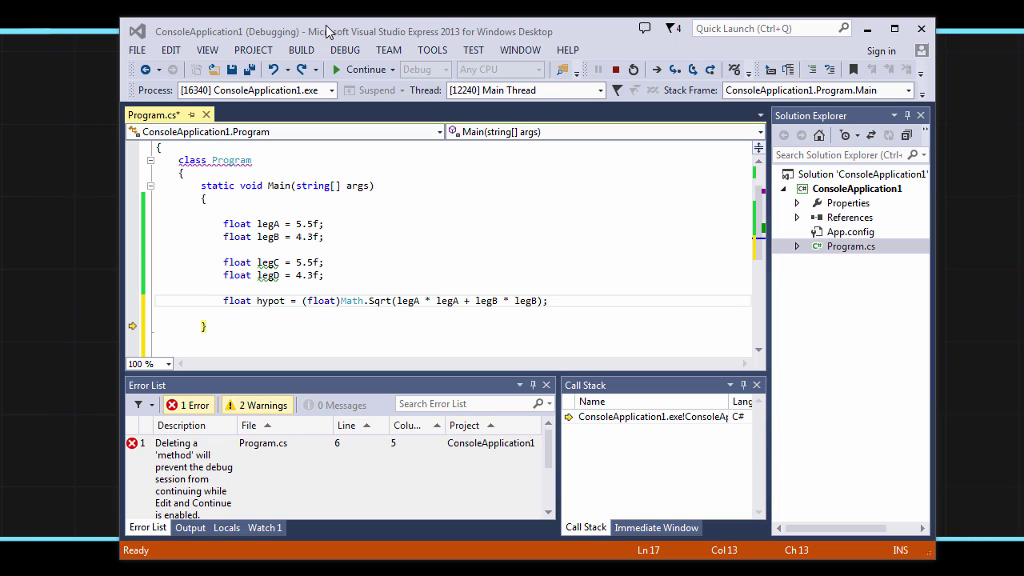 ConsoleApplication1 (Debugging) - Microsoft Visual Studio Express 2013 for Windows Desktop
4
Quick Launch (Ctrl+Q)
FILE EDIT VIEW PROJECT BUILD DEBUG TEAM TOOLS TEST WINDOW HELP
Sign in
Continue Debug Any CPU
Process: [16340] ConsoleApplication1.exe Suspend Thread: [12240] Main Thread Stack Frame: ConsoleApplication1.Program.Main
Program.cs*
ConsoleApplication1.Program
Main(string[] args)
{
class Program
{
static void Main(string[] args)
{
float legA = 5.5f;
float legB = 4.3f;
float legC = 5.5f;
float legD = 4.3f;
float hypot = (float)Math.Sqrt(legA * legA + legB * legB);
}
100 %
Solution Explorer
Search Solution Explorer (Ctrl+
Solution 'ConsoleApplication1'
ConsoleApplication1
Properties
References
App.config
Program.cs
Error List
1 Error 2 Warnings 0 Messages Search Error List
Description File Line Colu... Project
1 Deleting a 'method' will prevent the debug session from continuing while Edit and Continue is enabled. Program.cs 6 5 ConsoleApplication1
Error List Output Locals Watch 1
Call Stack
Name Lang
ConsoleApplication1.exe!ConsoleAp C#
Call Stack Immediate Window
Ready Ln 17 Col 13 Ch 13 INS